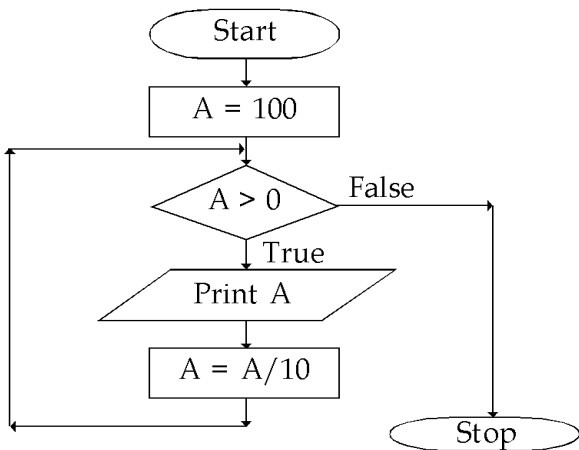 Start
A = 100
A > 0
False
True
Print A
A = A/10
Stop